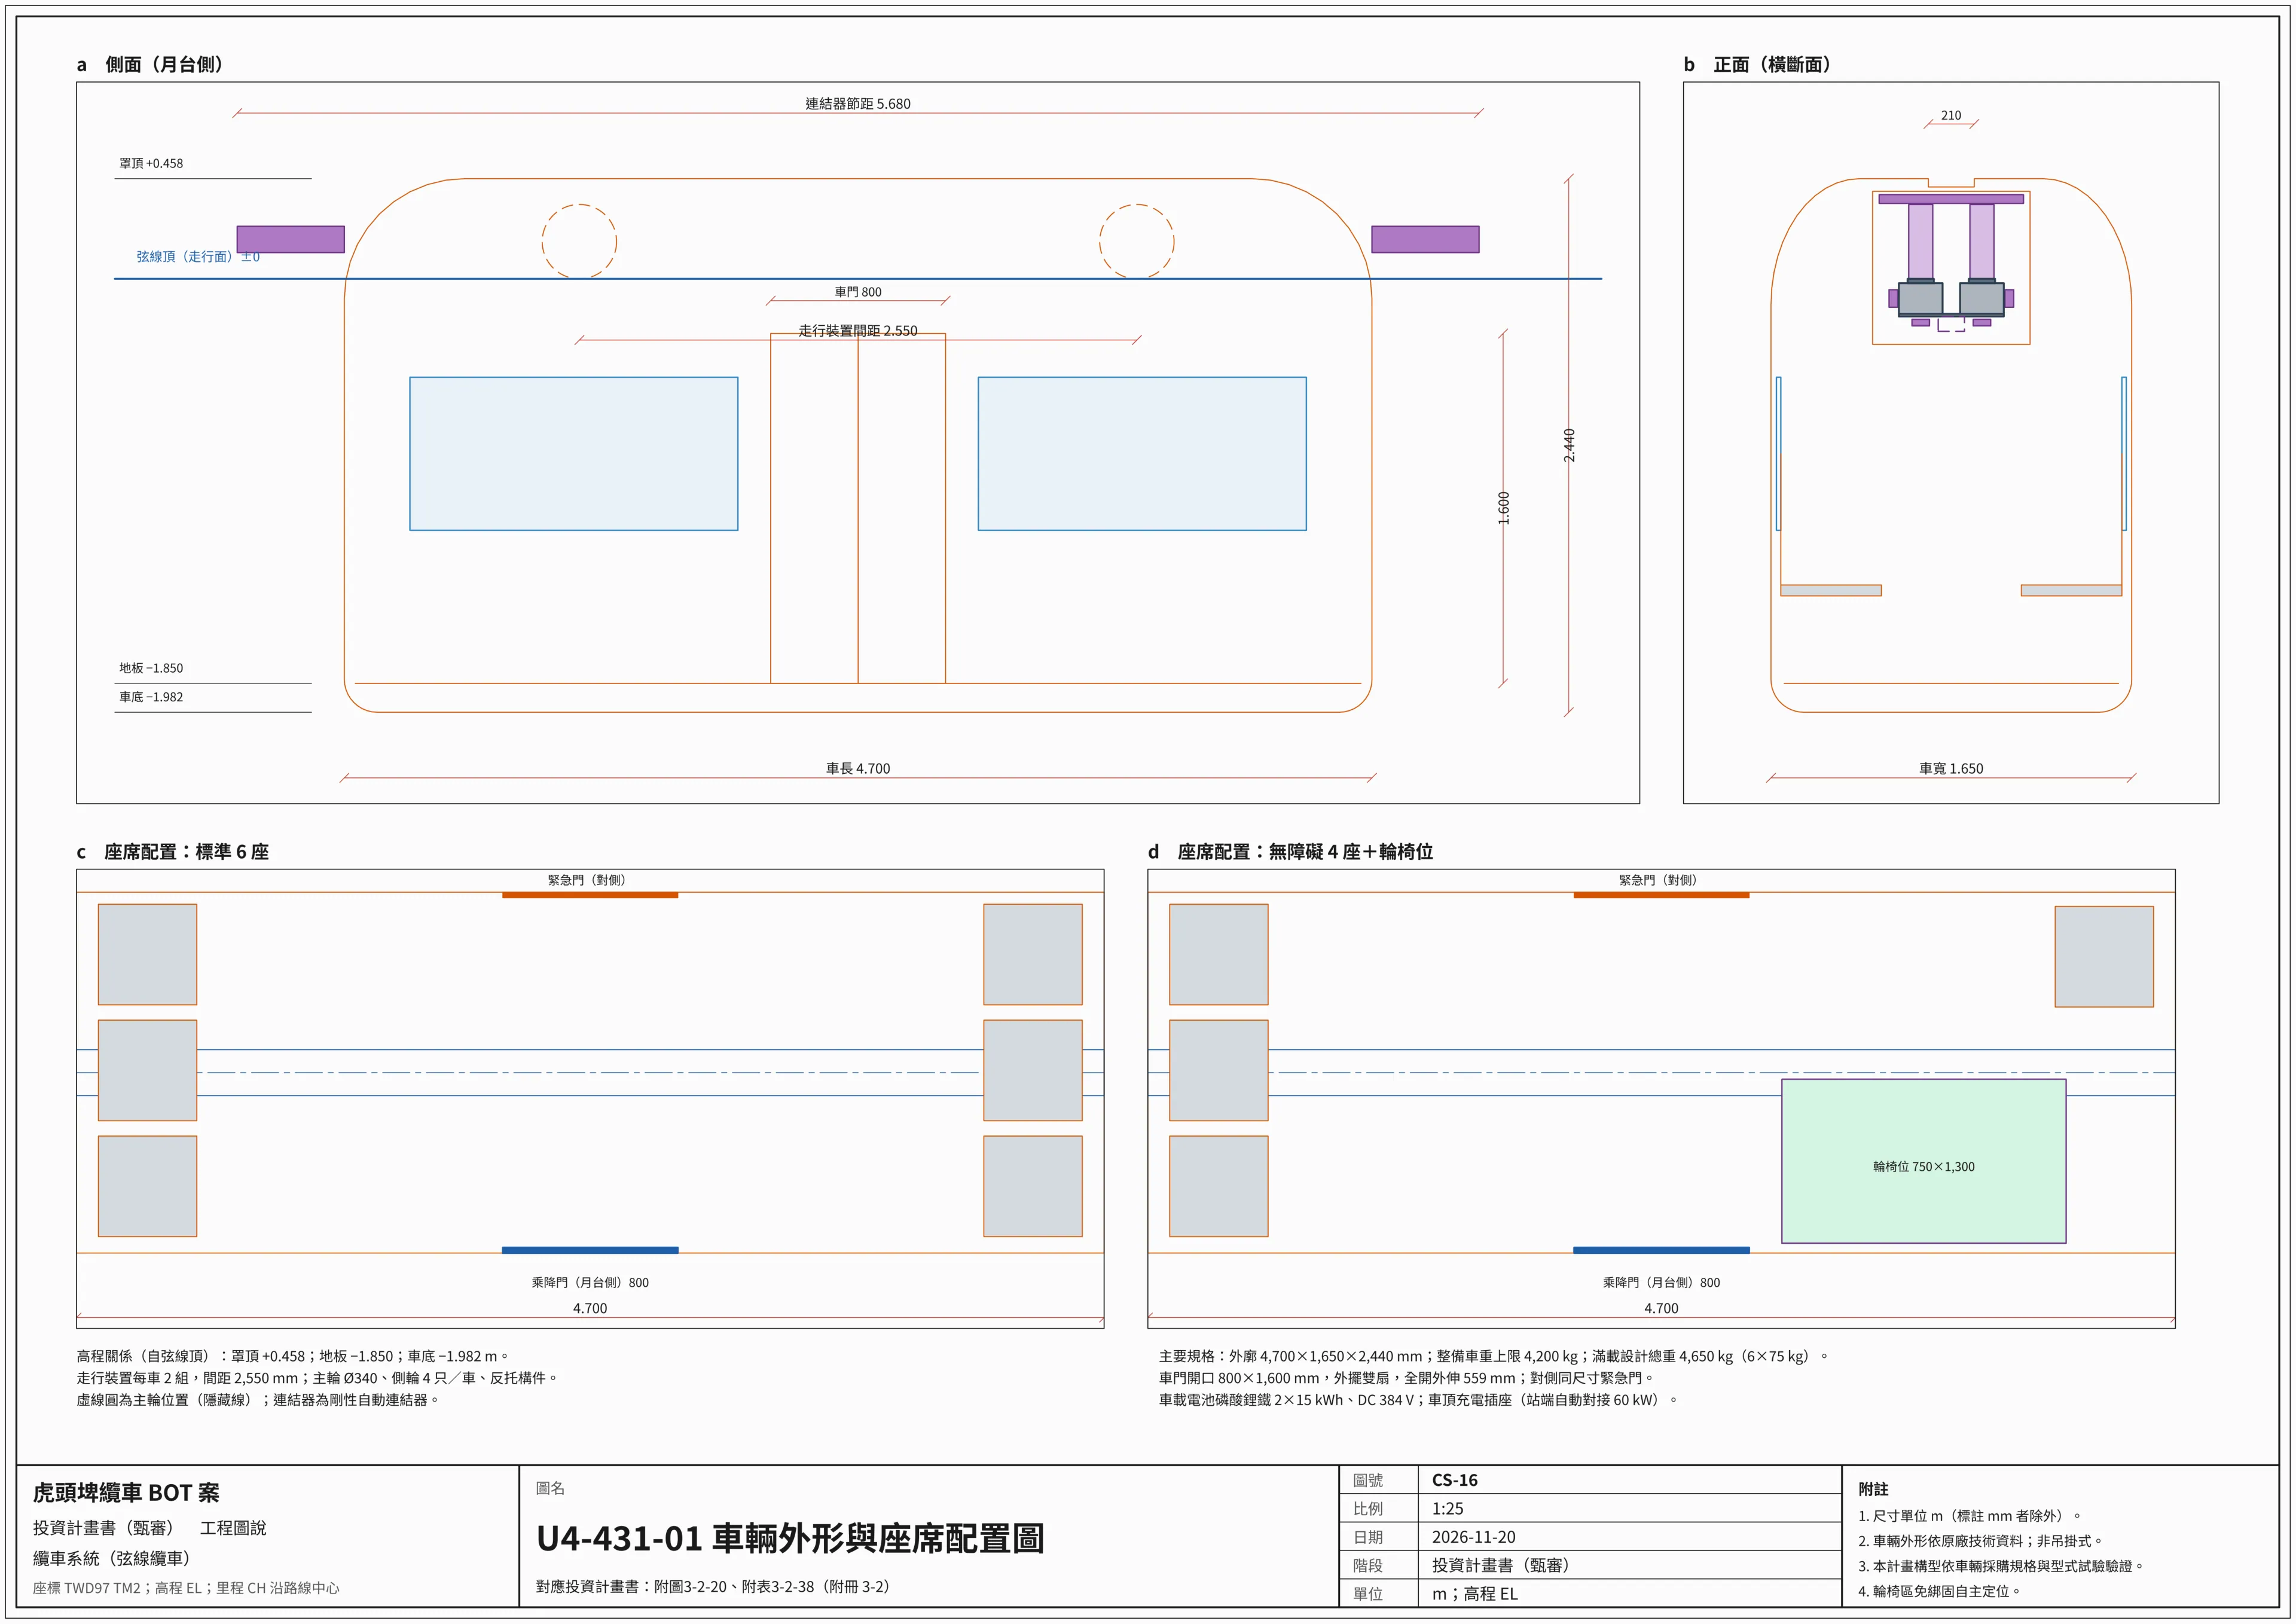 a 側面（月台側）
連結器節距 5.680
罩頂 +0.458
弦線頂（走行面）±0
車門 800
走行裝置間距 2.550
2.440
1.600
地板 −1.850
車底 −1.982
車長 4.700
b 正面（橫斷面）
210
車寬 1.650
c 座席配置：標準 6 座
緊急門（對側）
乘降門（月台側）800
4.700
d 座席配置：無障礙 4 座＋輪椅位
緊急門（對側）
輪椅位 750×1,300
乘降門（月台側）800
4.700
高程關係（自弦線頂）：罩頂 +0.458；地板 −1.850；車底 −1.982 m。
走行裝置每車 2 組，間距 2,550 mm；主輪 Ø340、側輪 4 只／車、反托構件。
虛線圓為主輪位置（隱藏線）；連結器為剛性自動連結器。
主要規格：外廓 4,700×1,650×2,440 mm；整備車重上限 4,200 kg；滿載設計總重 4,650 kg（6×75 kg）。
車門開口 800×1,600 mm，外擺雙扇，全開外伸 559 mm；對側同尺寸緊急門。
車載電池磷酸鋰鐵 2×15 kWh、DC 384 V；車頂充電插座（站端自動對接 60 kW）。
虎頭埤纜車 BOT 案
投資計畫書（甄審） 工程圖說
纜車系統（弦線纜車）
座標 TWD97 TM2；高程 EL；里程 CH 沿路線中心
圖名
U4-431-01 車輛外形與座席配置圖
對應投資計畫書：附圖3-2-20、附表3-2-38（附冊 3-2）
圖號 CS-16
比例 1:25
日期 2026-11-20
階段 投資計畫書（甄審）
單位 m；高程 EL
附註
1. 尺寸單位 m（標註 mm 者除外）。
2. 車輛外形依原廠技術資料；非吊掛式。
3. 本計畫構型依車輛採購規格與型式試驗驗證。
4. 輪椅區免綁固自主定位。